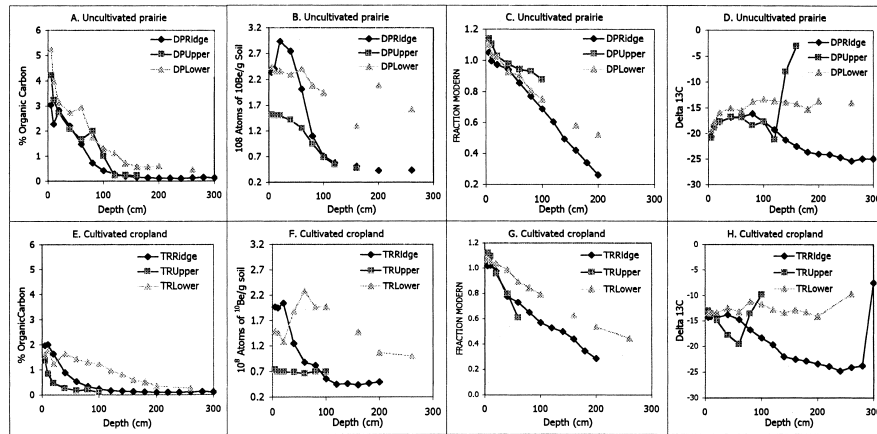 A. Uncultivated prairie
% Organic Carbon
6
5
4
3
2
1
0
DPRidge
DPUpper
DPLower
0 100 200 300
Depth (cm)
B. Uncultivated prairie
108 Atoms of 10Be/g Soil
3.2
2.7
2.2
1.7
1.2
0.7
0.2
DPRidge
DPUpper
DPLower
0 100 200 300
Depth (cm)
C. Uncultivated prairie
FRACTION MODERN
1.4
1.2
1.0
0.8
0.6
0.4
0.2
0.0
DPRidge
DPUpper
DPLower
0 100 200 300
Depth (cm)
D. Uncultivated prairie
Delta 13C
0
-5
-10
-15
-20
-25
-30
DPRidge
DPUpper
DPLower
0 100 200 300
Depth (cm)
E. Cultivated cropland
% OrganicCarbon
6
5
4
3
2
1
0
TRRidge
TRUpper
TRLower
0 100 200 300
Depth (cm)
F. Cultivated cropland
10⁸ Atoms of ¹⁰Be/g soil
3.2
2.7
2.2
1.7
1.2
0.7
0.2
TRRidge
TRUpper
TRLower
0 100 200 300
Depth (cm)
G. Cultivated cropland
FRACTION MODERN
1.4
1.2
1.0
0.8
0.6
0.4
0.2
0.0
TRRidge
TRUpper
TRLower
0 100 200 300
Depth (cm)
H. Cultivated cropland
Delta 13C
0
-5
-10
-15
-20
-25
-30
TRRidge
TRUpper
TRLower
0 100 200 300
Depth (cm)